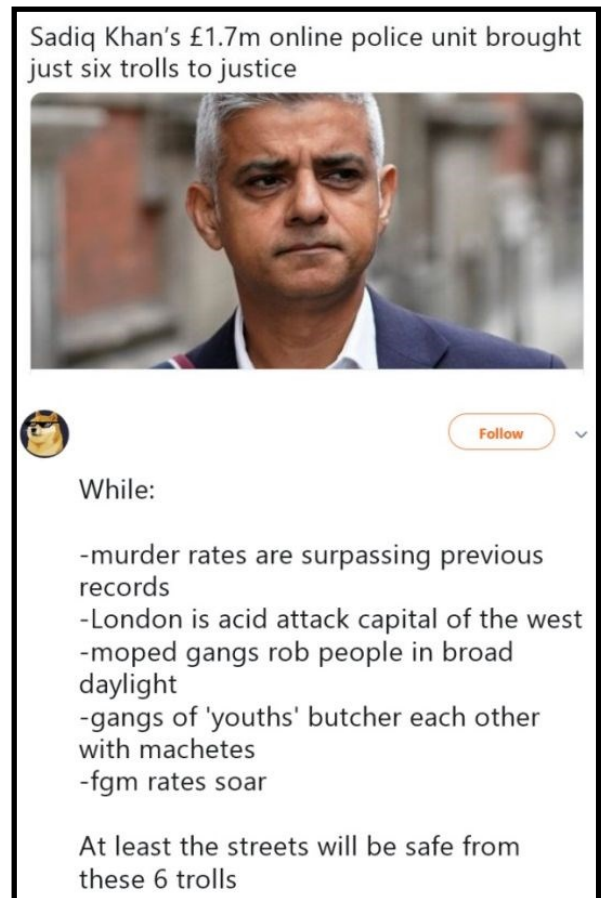 Sadiq Khan's £1.7m online police unit brought
just six trolls to justice
Follow
While:
-murder rates are surpassing previous
records
-London is acid attack capital of the west
-moped gangs rob people in broad
daylight
-gangs of 'youths' butcher each other
with machetes
-fgm rates soar
At least the streets will be safe from
these 6 trolls